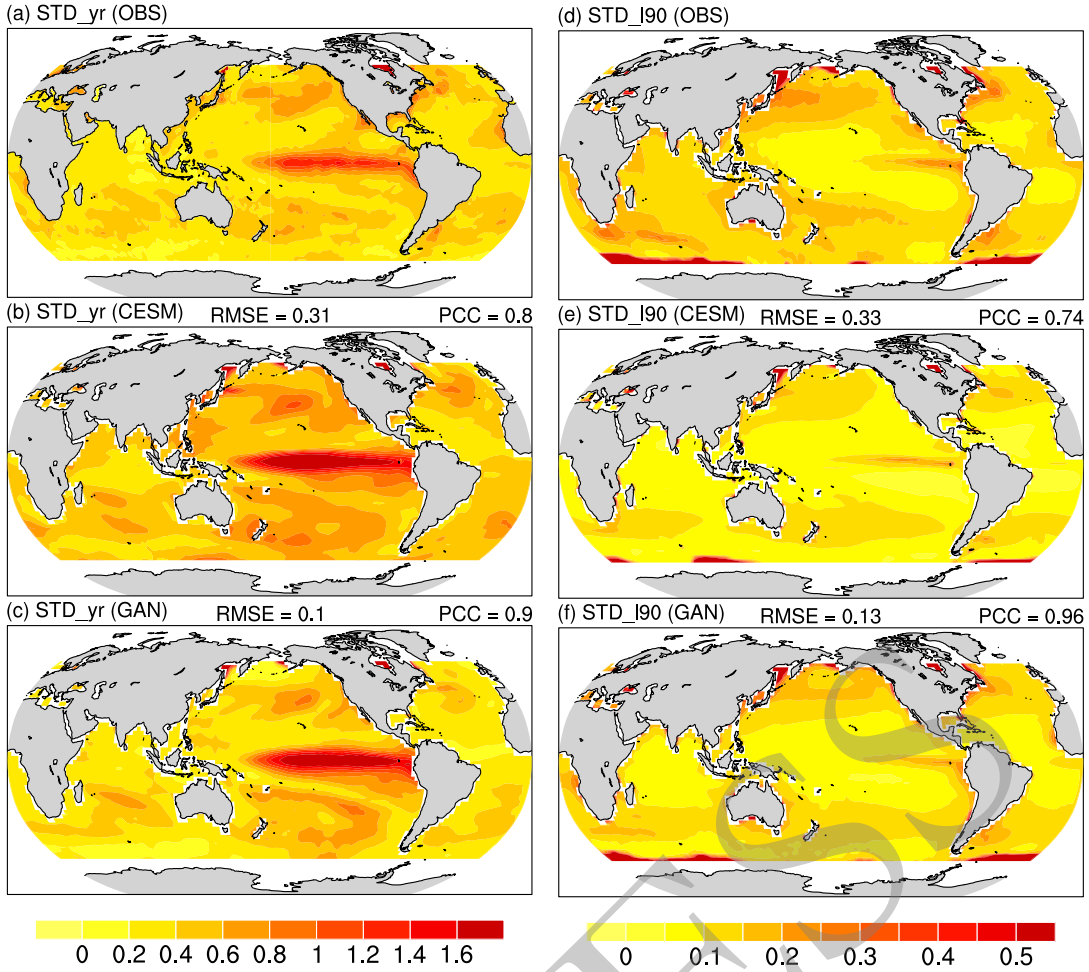 (a) STD_yr (OBS)
(d) STD_l90 (OBS)
(b) STD_yr (CESM) RMSE = 0.31 PCC = 0.8
(e) STD_l90 (CESM) RMSE = 0.33 PCC = 0.74
(c) STD_yr (GAN) RMSE = 0.1 PCC = 0.9
(f) STD_l90 (GAN) RMSE = 0.13 PCC = 0.96
0 0.2 0.4 0.6 0.8 1 1.2 1.4 1.6
0 0.1 0.2 0.3 0.4 0.5